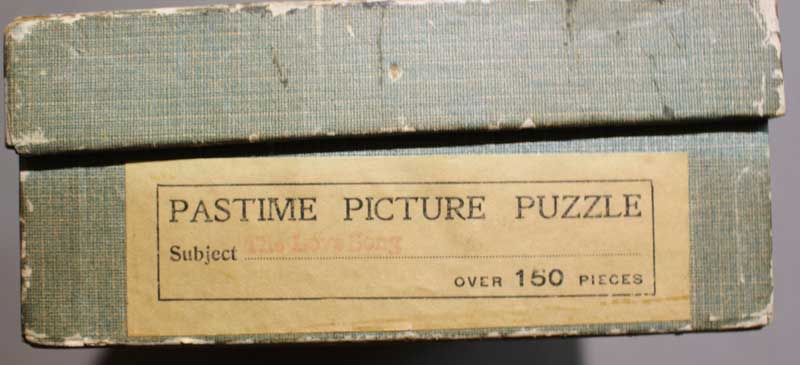 PASTIME PICTURE PUZZLE
Subject The Love Song
OVER 150 PIECES